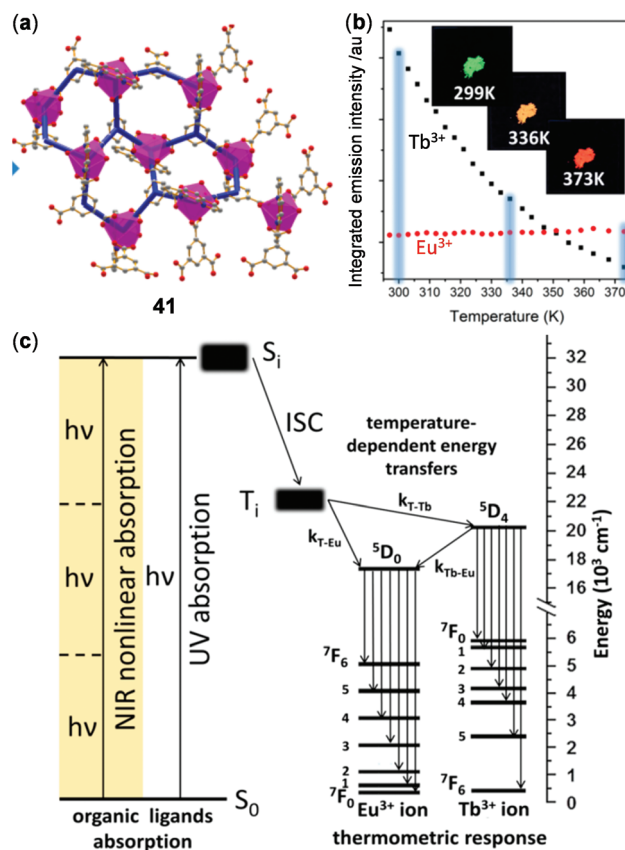 (a)
41
(b)
Integrated emission intensity /au
Tb³⁺
Eu³⁺
299K
336K
373K
300 310 320 330 340 350 360 370
Temperature (K)
(c)
hν
hν
hν
NIR nonlinear absorption
hν
UV absorption
Sᵢ
ISC
Tᵢ
S₀
organic ligands
absorption
temperature-
dependent energy
transfers
k_T-Tb
k_T-Eu
k_Tb-Eu
⁵D₀
⁵D₄
⁷F₆
5
4
3
2
1
⁷F₀
Eu³⁺ ion
⁷F₀
1
2
3
4
5
⁷F₆
Tb³⁺ ion
thermometric response
32
30
28
26
24
22
20
18
16
6
5
4
3
2
1
0
Energy (10³ cm⁻¹)